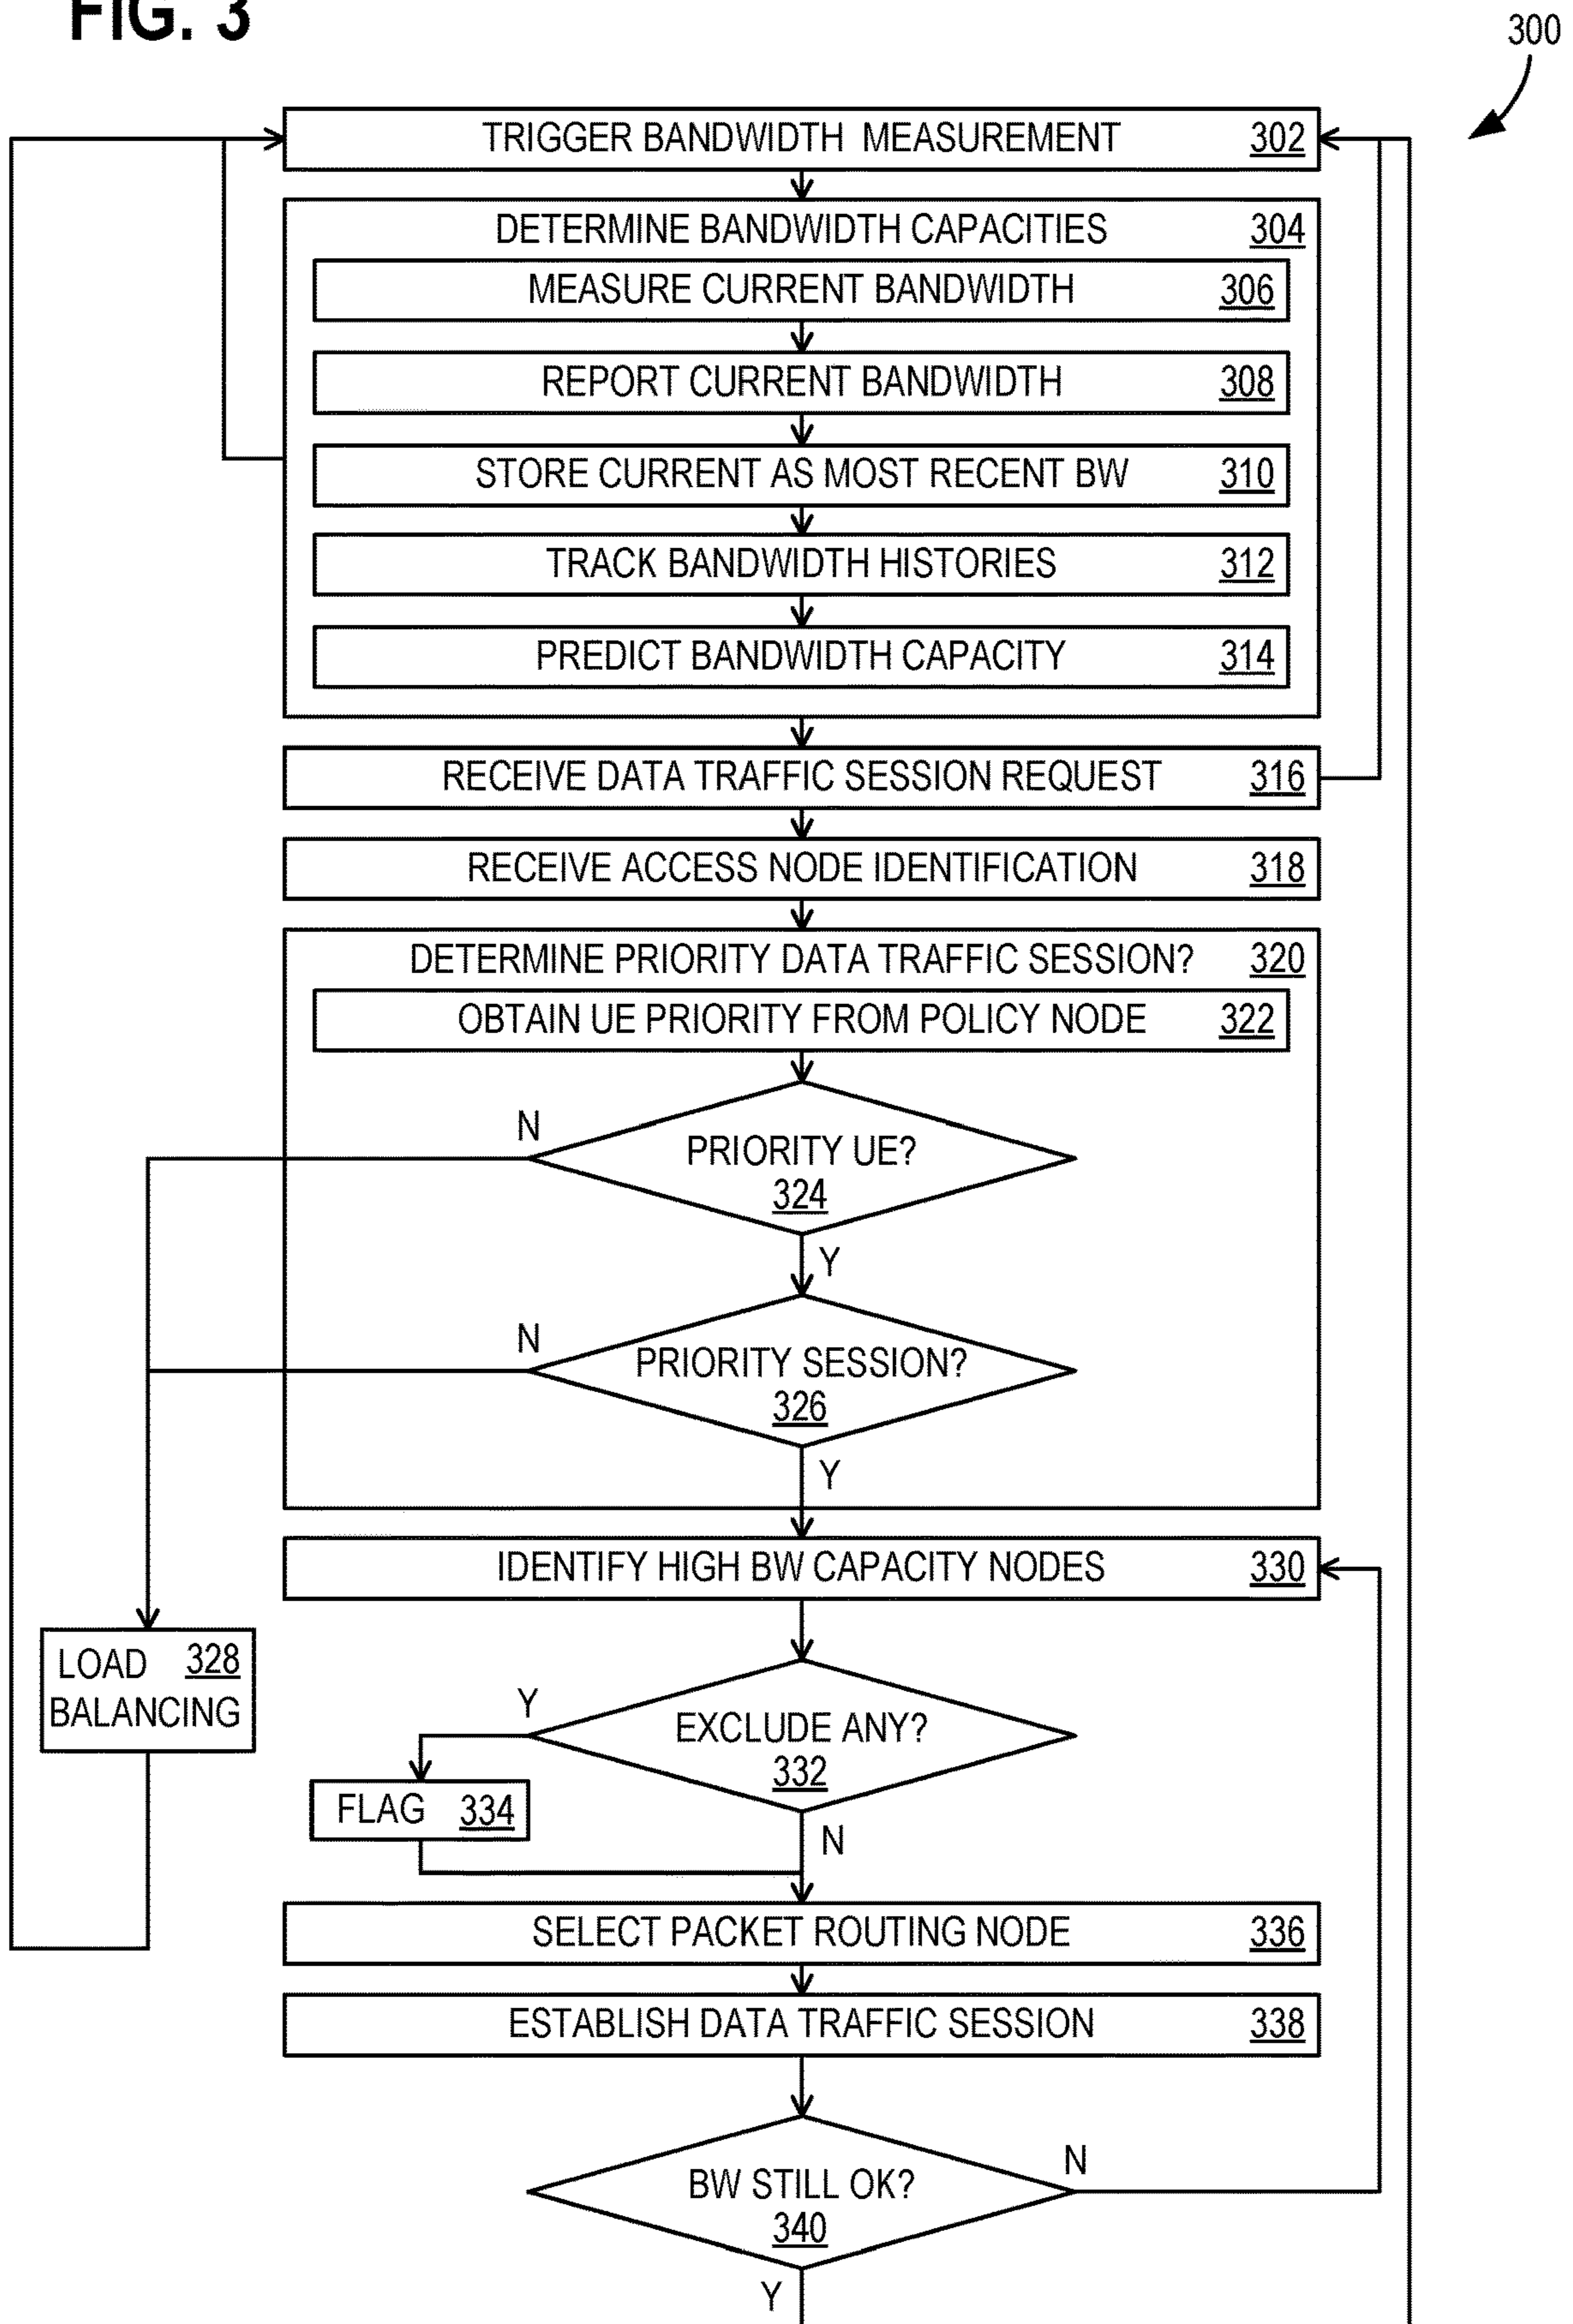 FIG. 3
300
TRIGGER BANDWIDTH MEASUREMENT 302
DETERMINE BANDWIDTH CAPACITIES 304
MEASURE CURRENT BANDWIDTH 306
REPORT CURRENT BANDWIDTH 308
STORE CURRENT AS MOST RECENT BW 310
TRACK BANDWIDTH HISTORIES 312
PREDICT BANDWIDTH CAPACITY 314
RECEIVE DATA TRAFFIC SESSION REQUEST 316
RECEIVE ACCESS NODE IDENTIFICATION 318
DETERMINE PRIORITY DATA TRAFFIC SESSION? 320
OBTAIN UE PRIORITY FROM POLICY NODE 322
N
PRIORITY UE?
324
Y
N
PRIORITY SESSION?
326
Y
IDENTIFY HIGH BW CAPACITY NODES 330
LOAD 328
BALANCING
Y
EXCLUDE ANY?
332
FLAG 334
N
SELECT PACKET ROUTING NODE 336
ESTABLISH DATA TRAFFIC SESSION 338
N
BW STILL OK?
340
Y